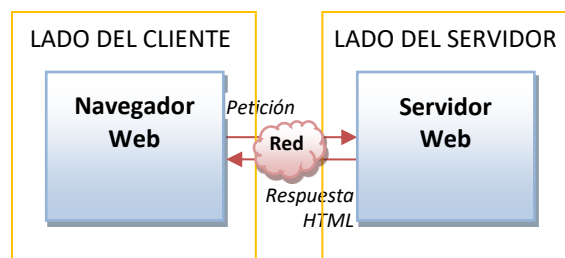 LADO DEL CLIENTE
Navegador
Web
Petición
Red
Respuesta
HTML
LADO DEL SERVIDOR
Servidor
Web